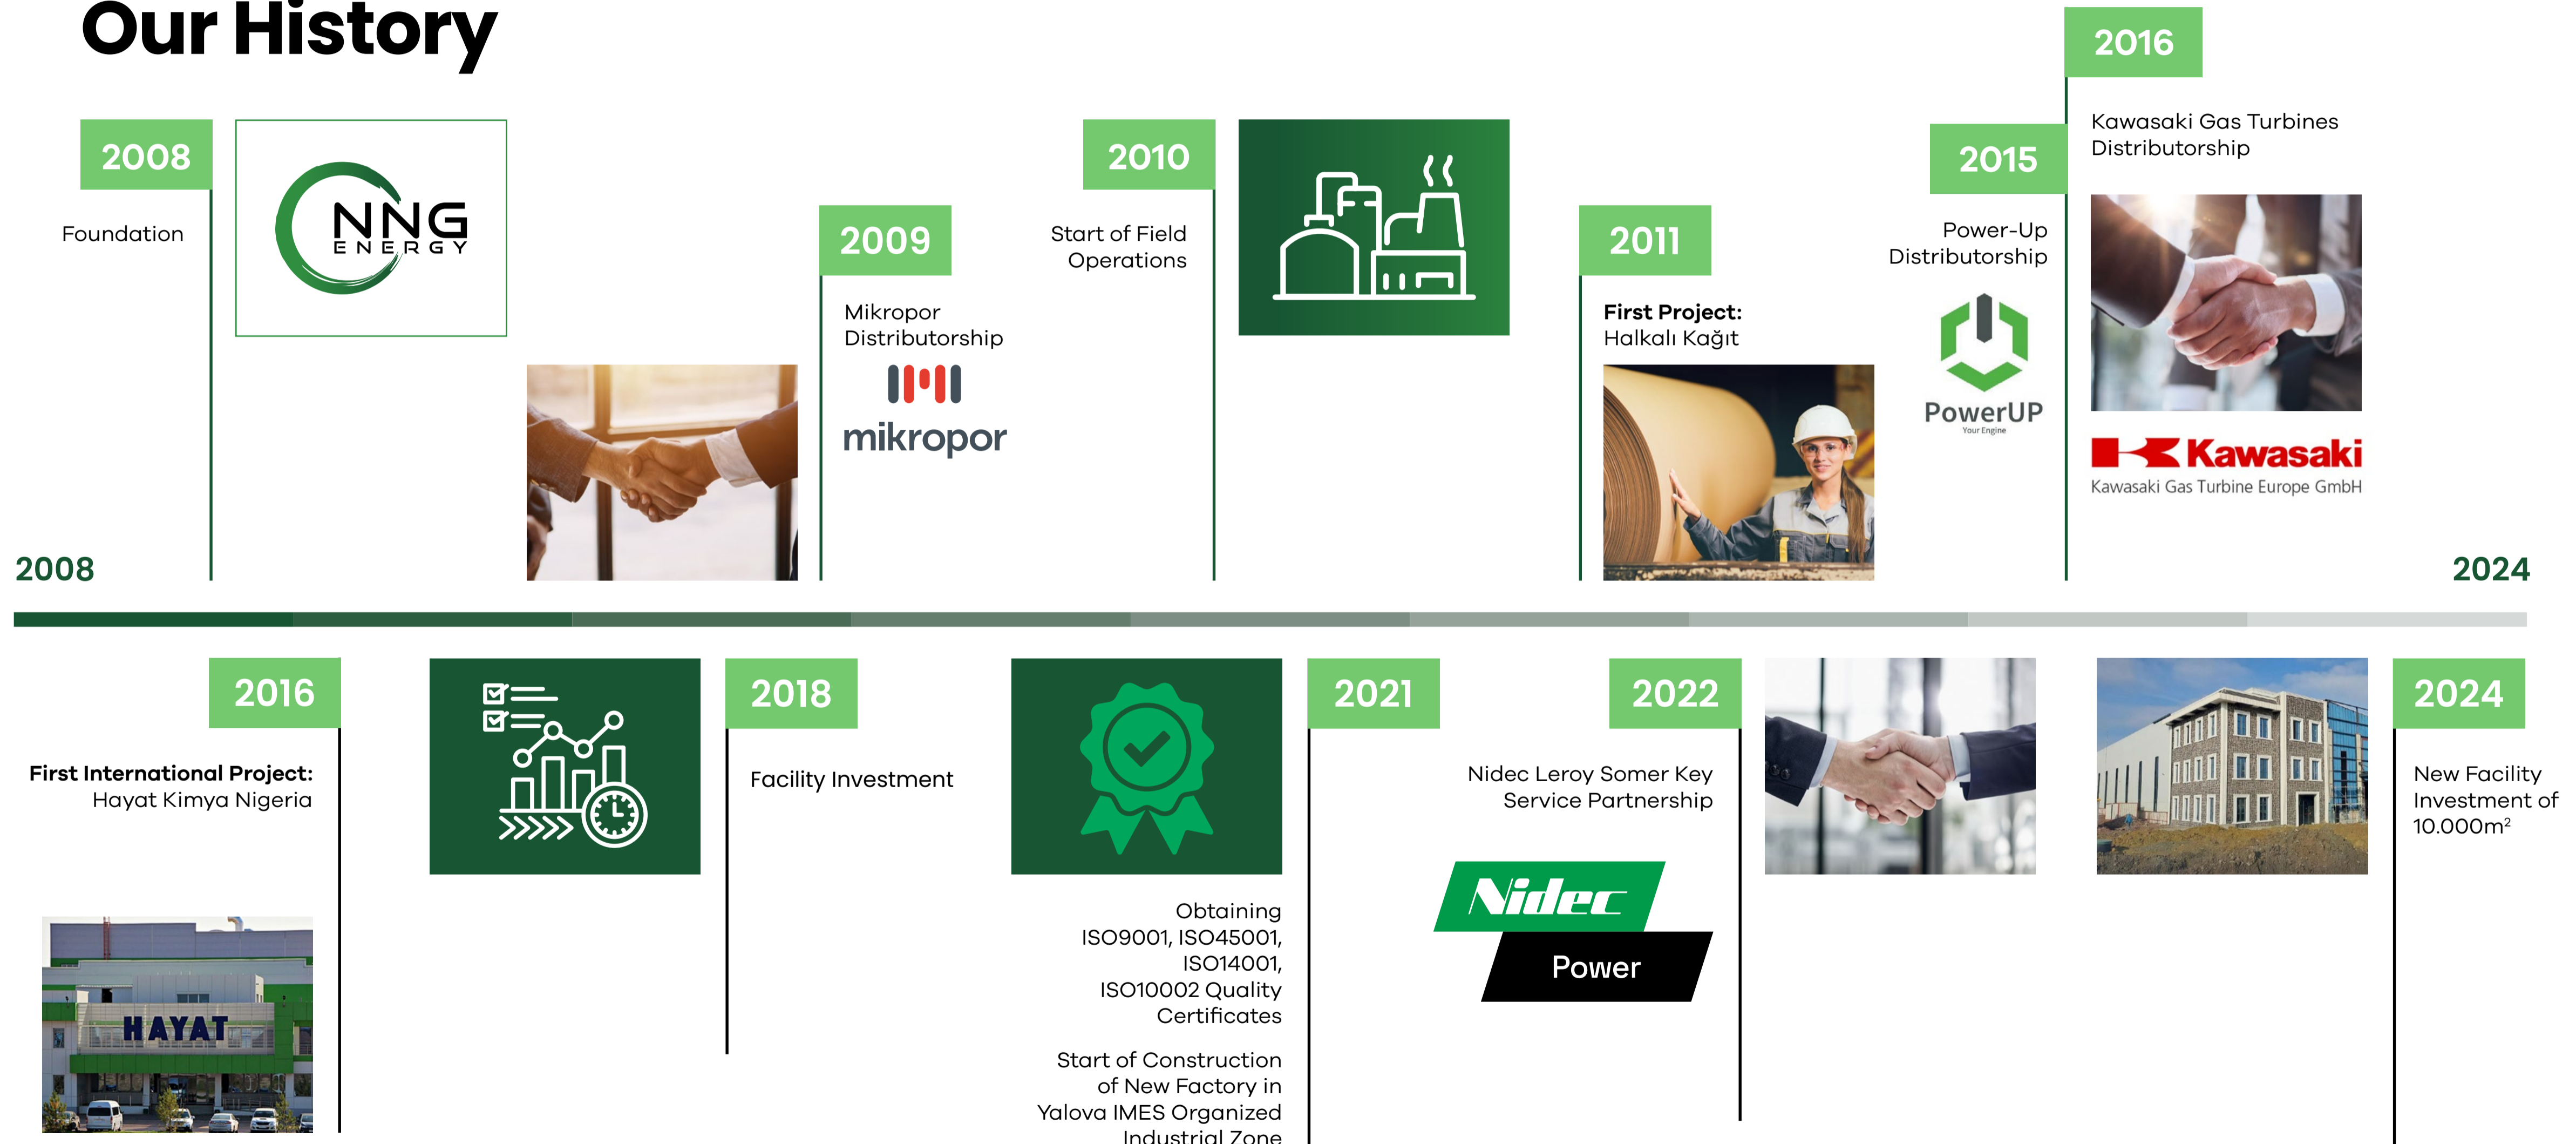 Our History
2008
Foundation
NNG
ENERGY
2009
Mikropor
Distributorship
mikropor
2010
Start of Field
Operations
2011
First Project:
Halkalı Kağıt
2015
Power-Up
Distributorship
PowerUP
Your Engine
2016
Kawasaki Gas Turbines
Distributorship
Kawasaki
Kawasaki Gas Turbine Europe GmbH
2008
2024
2016
First International Project:
Hayat Kimya Nigeria
HAYAT
2018
Facility Investment
2021
Obtaining
ISO9001, ISO45001,
ISO14001,
ISO10002 Quality
Certificates
Start of Construction
of New Factory in
Yalova IMES Organized
Industrial Zone
2022
Nidec Leroy Somer Key
Service Partnership
Nidec
Power
2024
New Facility
Investment of
10.000m²